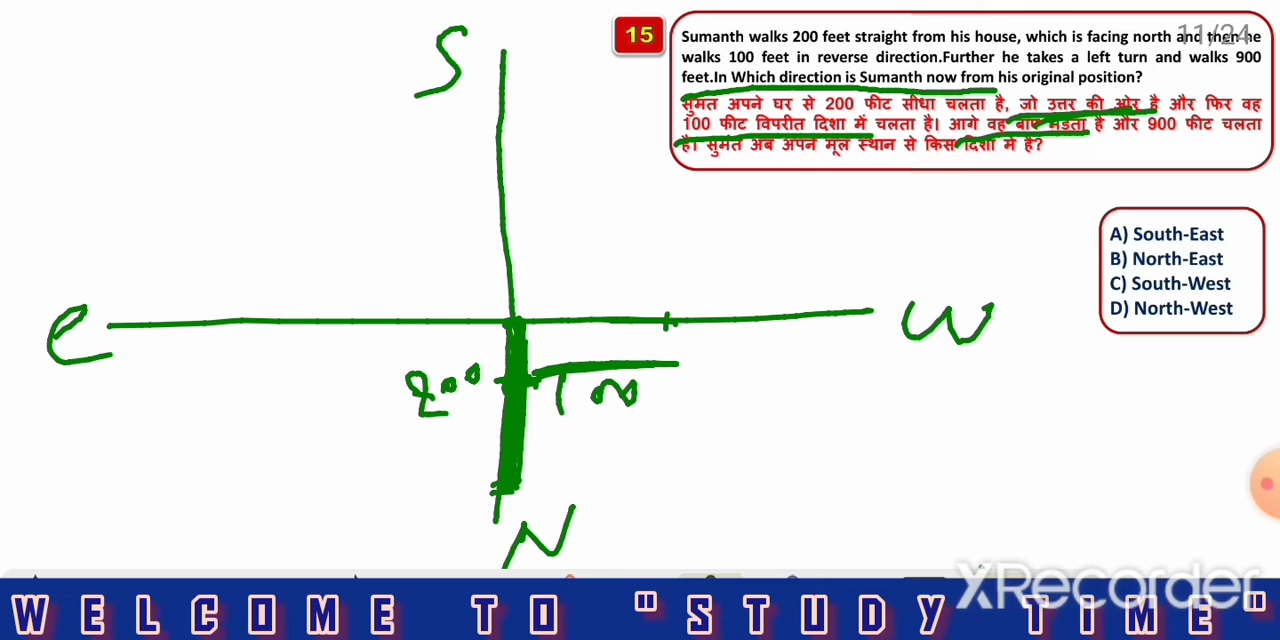 15
11/24
Sumanth walks 200 feet straight from his house, which is facing north and then he
walks 100 feet in reverse direction.Further he takes a left turn and walks 900
feet.In Which direction is Sumanth now from his original position?
सुमंत अपने घर से 200 फीट सीधा चलता है, जो उत्तर की ओर है और फिर वह
100 फीट विपरीत दिशा में चलता है। आगे वह बाएं मुड़ता है और 900 फीट चलता
है। सुमंत अब अपने मूल स्थान से किस दिशा में है?
A) South-East
B) North-East
C) South-West
D) North-West
S
e
W
200
100
N
XRecorder
WELCOME TO "STUDY TIME"